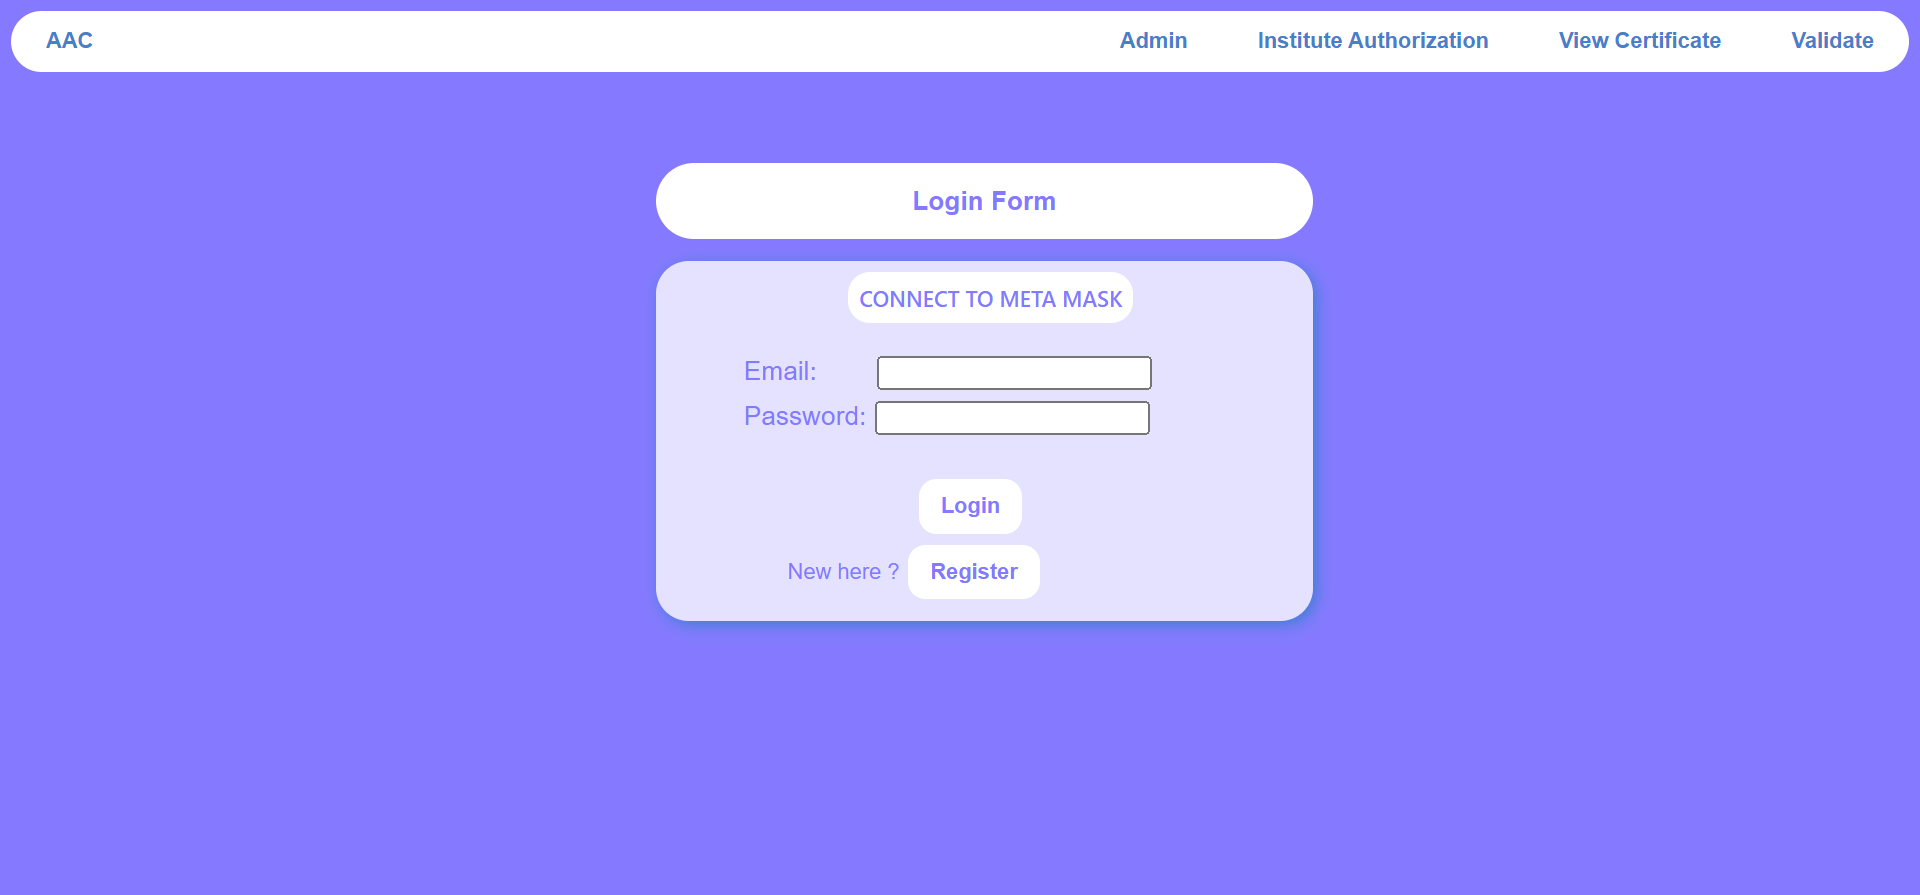 AAC Admin Institute Authorization View Certificate Validate
Login Form
CONNECT TO META MASK
Email:
Password:
Login
New here ? Register